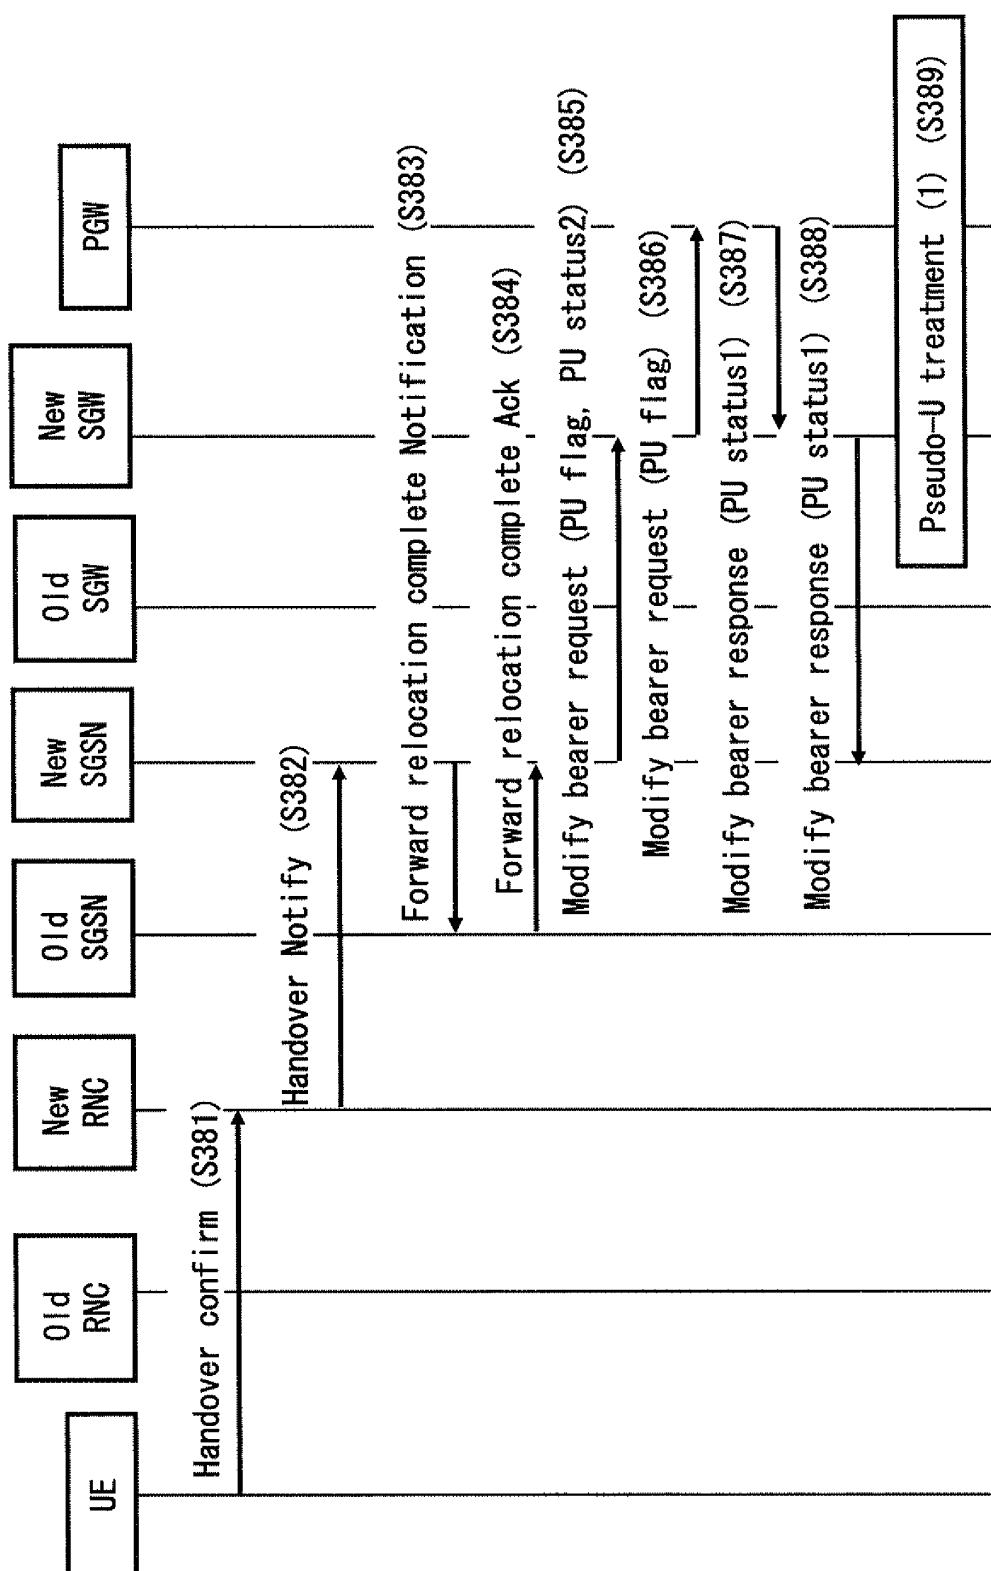 UE
Old
RNC
New
RNC
Old
SGSN
New
SGSN
Old
SGW
New
SGW
PGW
Handover confirm (S381)
Handover Notify (S382)
Forward relocation complete Notification (S383)
Forward relocation complete Ack (S384)
Modify bearer request (PU flag, PU status2) (S385)
Modify bearer request (PU flag) (S386)
Modify bearer response (PU status1) (S387)
Modify bearer response (PU status1) (S388)
Pseudo-U treatment (1) (S389)